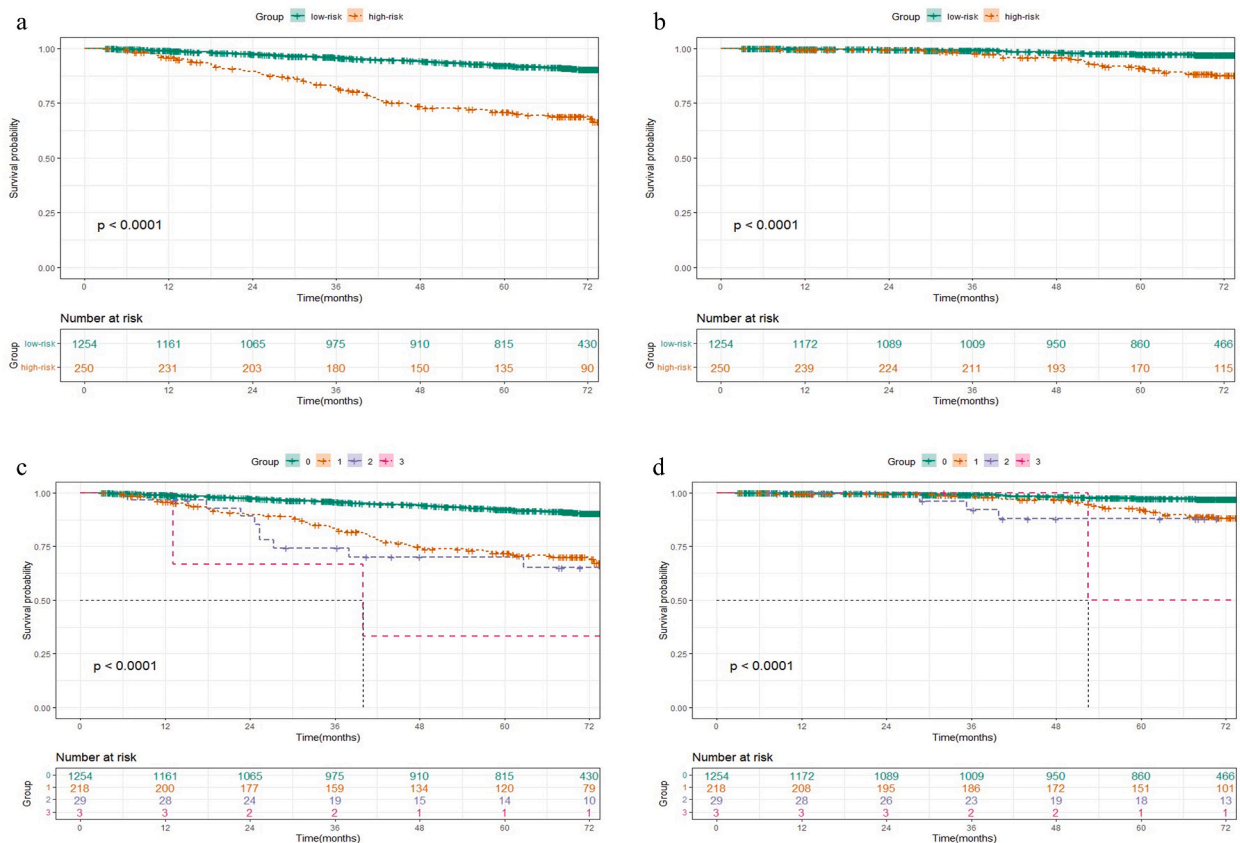 a
Group low-risk high-risk
1.00
0.75
0.50
0.25
0.00
Survival probability
p < 0.0001
0 12 24 36 48 60 72
Time(months)
Number at risk
Group
low-risk 1254 1161 1065 975 910 815 430
high-risk 250 231 203 180 150 135 90
0 12 24 36 48 60 72
Time(months)
b
Group low-risk high-risk
1.00
0.75
0.50
0.25
0.00
Survival probability
p < 0.0001
0 12 24 36 48 60 72
Time(months)
Number at risk
Group
low-risk 1254 1172 1089 1009 950 860 466
high-risk 250 239 224 211 193 170 115
0 12 24 36 48 60 72
Time(months)
c
Group 0 1 2 3
1.00
0.75
0.50
0.25
0.00
Survival probability
p < 0.0001
0 12 24 36 48 60 72
Time(months)
Number at risk
Group
0 1254 1161 1065 975 910 815 430
1 218 200 177 159 134 120 79
2 29 28 24 19 15 14 10
3 3 3 2 2 1 1 1
0 12 24 36 48 60 72
Time(months)
d
Group 0 1 2 3
1.00
0.75
0.50
0.25
0.00
Survival probability
p < 0.0001
0 12 24 36 48 60 72
Time(months)
Number at risk
Group
0 1254 1172 1089 1009 950 860 466
1 218 208 195 186 172 151 101
2 29 28 26 23 19 18 13
3 3 3 3 2 2 1 1
0 12 24 36 48 60 72
Time(months)